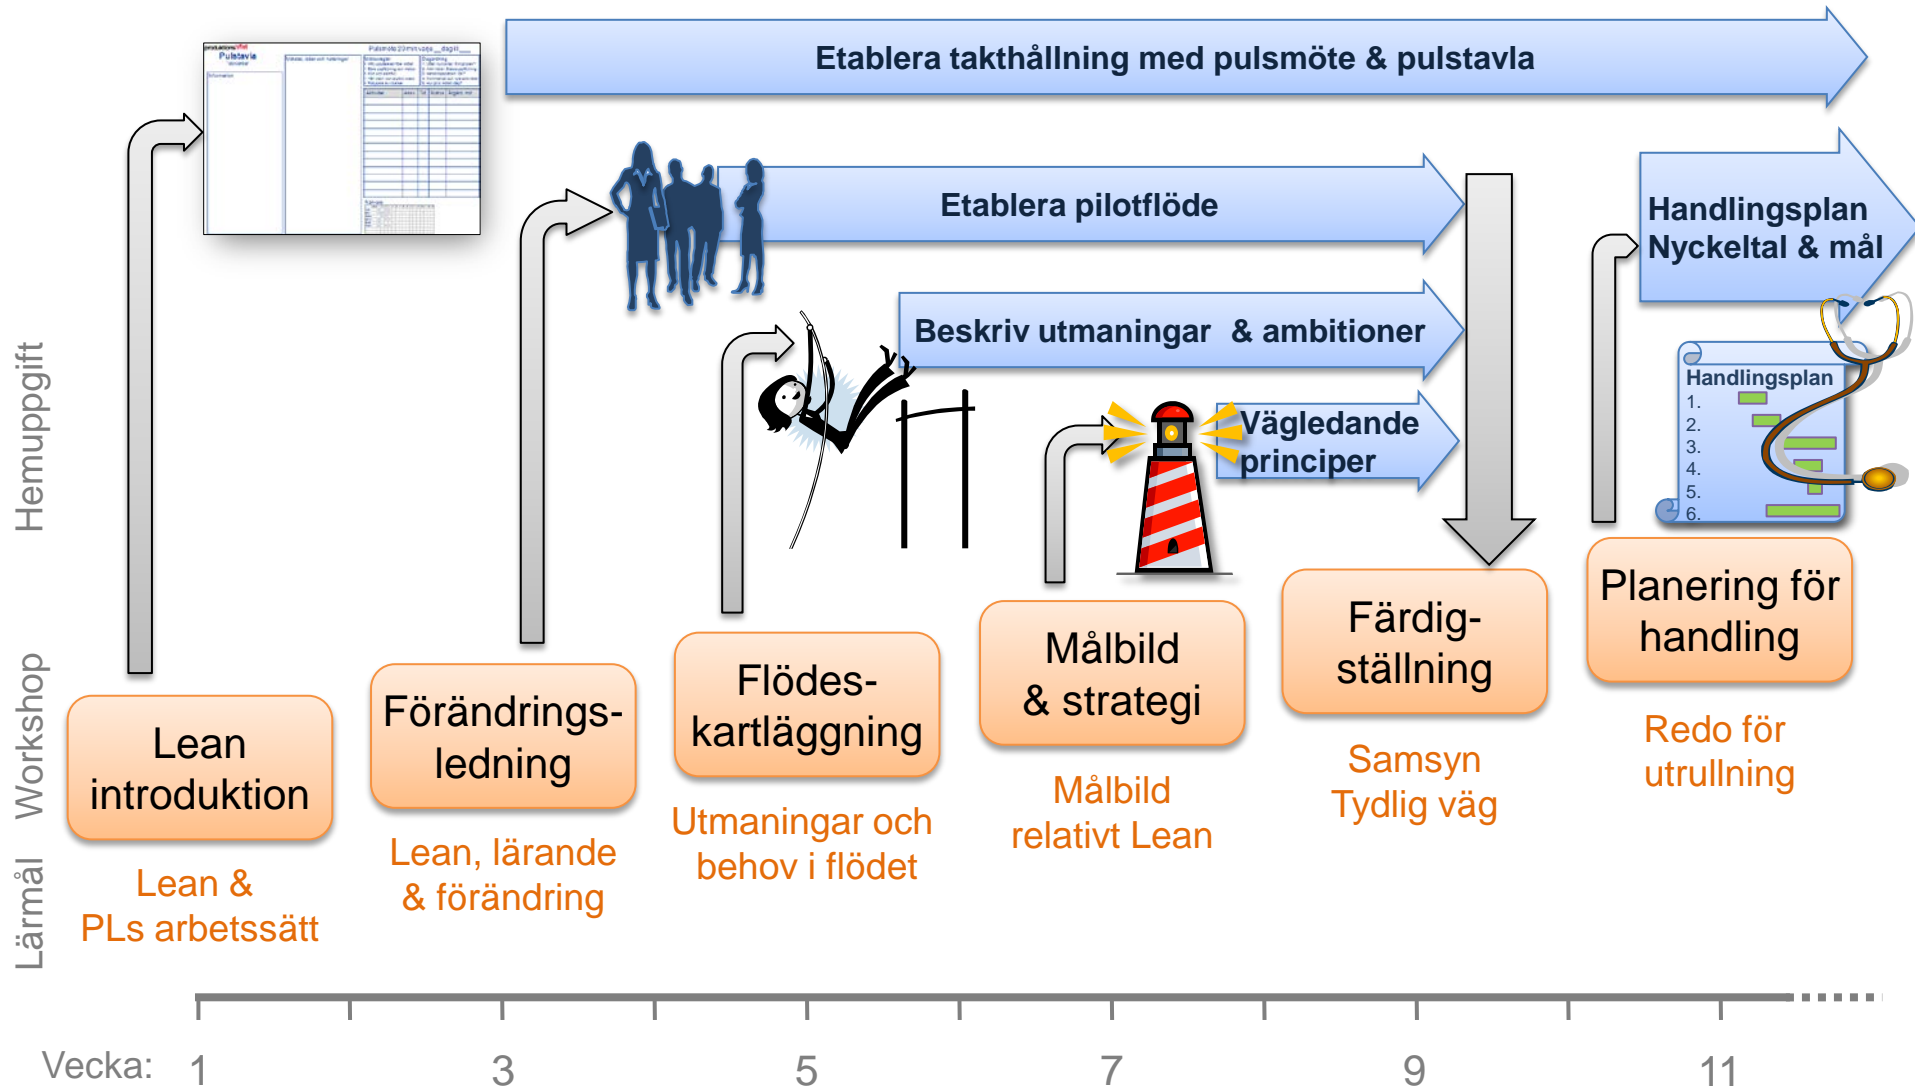 Pulstavla
Etablera takthållning med pulsmöte & pulstavla
Etablera pilotflöde
Handlingsplan
Nyckeltal & mål
Beskriv utmaningar & ambitioner
Vägledande
principer
Handlingsplan
1.
2.
3.
4.
5.
6.
Hemuppgift
Workshop
Lärmål
Lean
introduktion
Förändrings-
ledning
Flödes-
kartläggning
Målbild
& strategi
Färdig-
ställning
Planering för
handling
Lean &
PLs arbetssätt
Lean, lärande
& förändring
Utmaningar och
behov i flödet
Målbild
relativt Lean
Samsyn
Tydlig väg
Redo för
utrullning
Vecka:
1
3
5
7
9
11